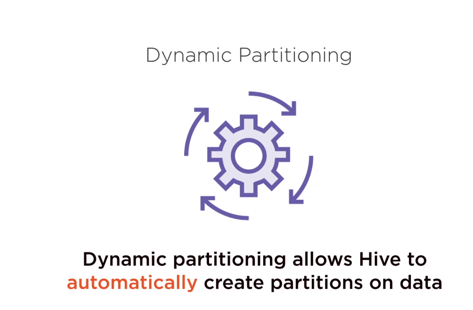 Dynamic Partitioning
Dynamic partitioning allows Hive to
automatically create partitions on data